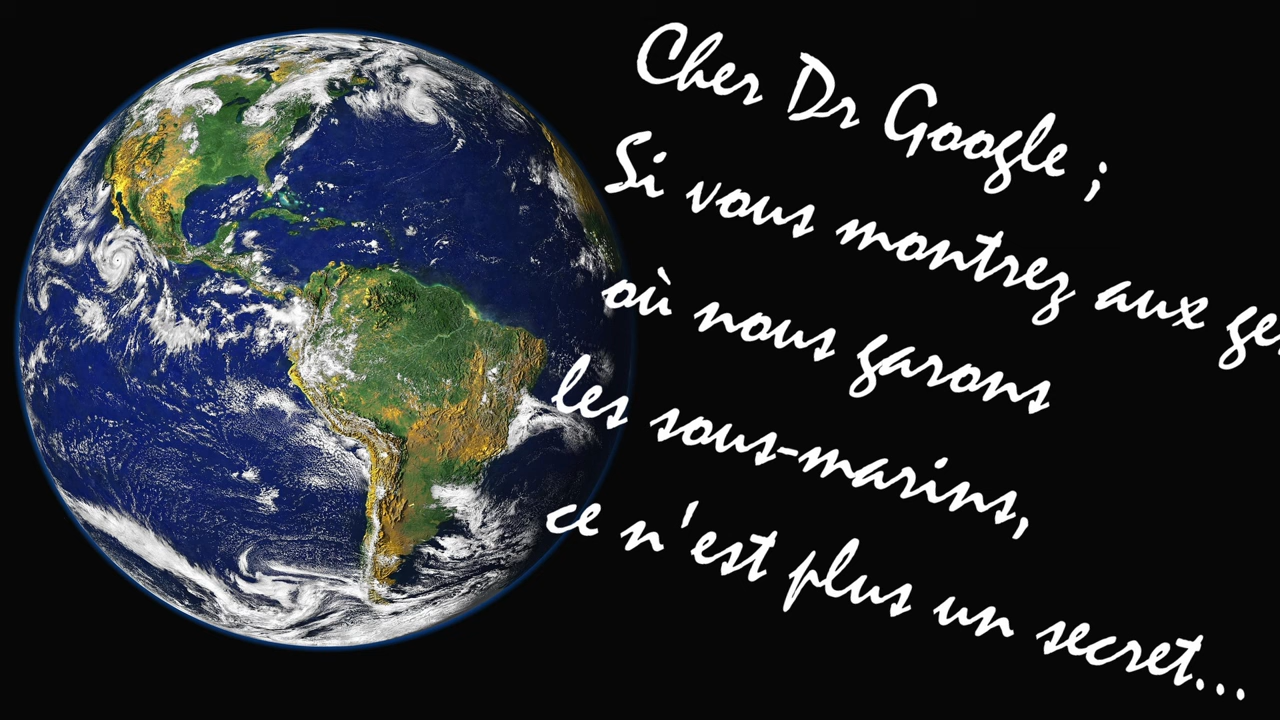 Cher Dr Google ;
Si vous montrez aux
où nous garons
les sous-marins,
ce n'est plus un secret...